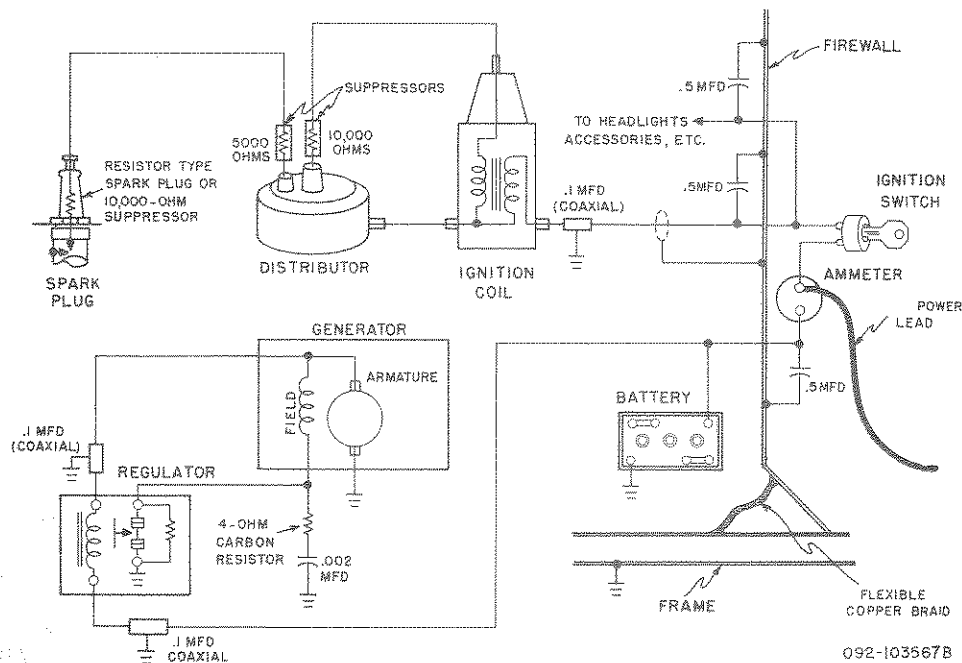 FIREWALL
.5 MFD
SUPPRESSORS
TO HEADLIGHTS
ACCESSORIES, ETC.
5000
OHMS
10,000
OHMS
RESISTOR TYPE
SPARK PLUG OR
10,000-OHM
SUPPRESSOR
.5MFD
.1 MFD
(COAXIAL)
IGNITION
SWITCH
DISTRIBUTOR
IGNITION
COIL
AMMETER
SPARK
PLUG
POWER
LEAD
GENERATOR
ARMATURE
FIELD
.5MFD
BATTERY
.1 MFD
(COAXIAL)
REGULATOR
4-OHM
CARBON
RESISTOR
.002
MFD
FRAME
FLEXIBLE
COPPER BRAID
.1 MFD
COAXIAL
092-103567B